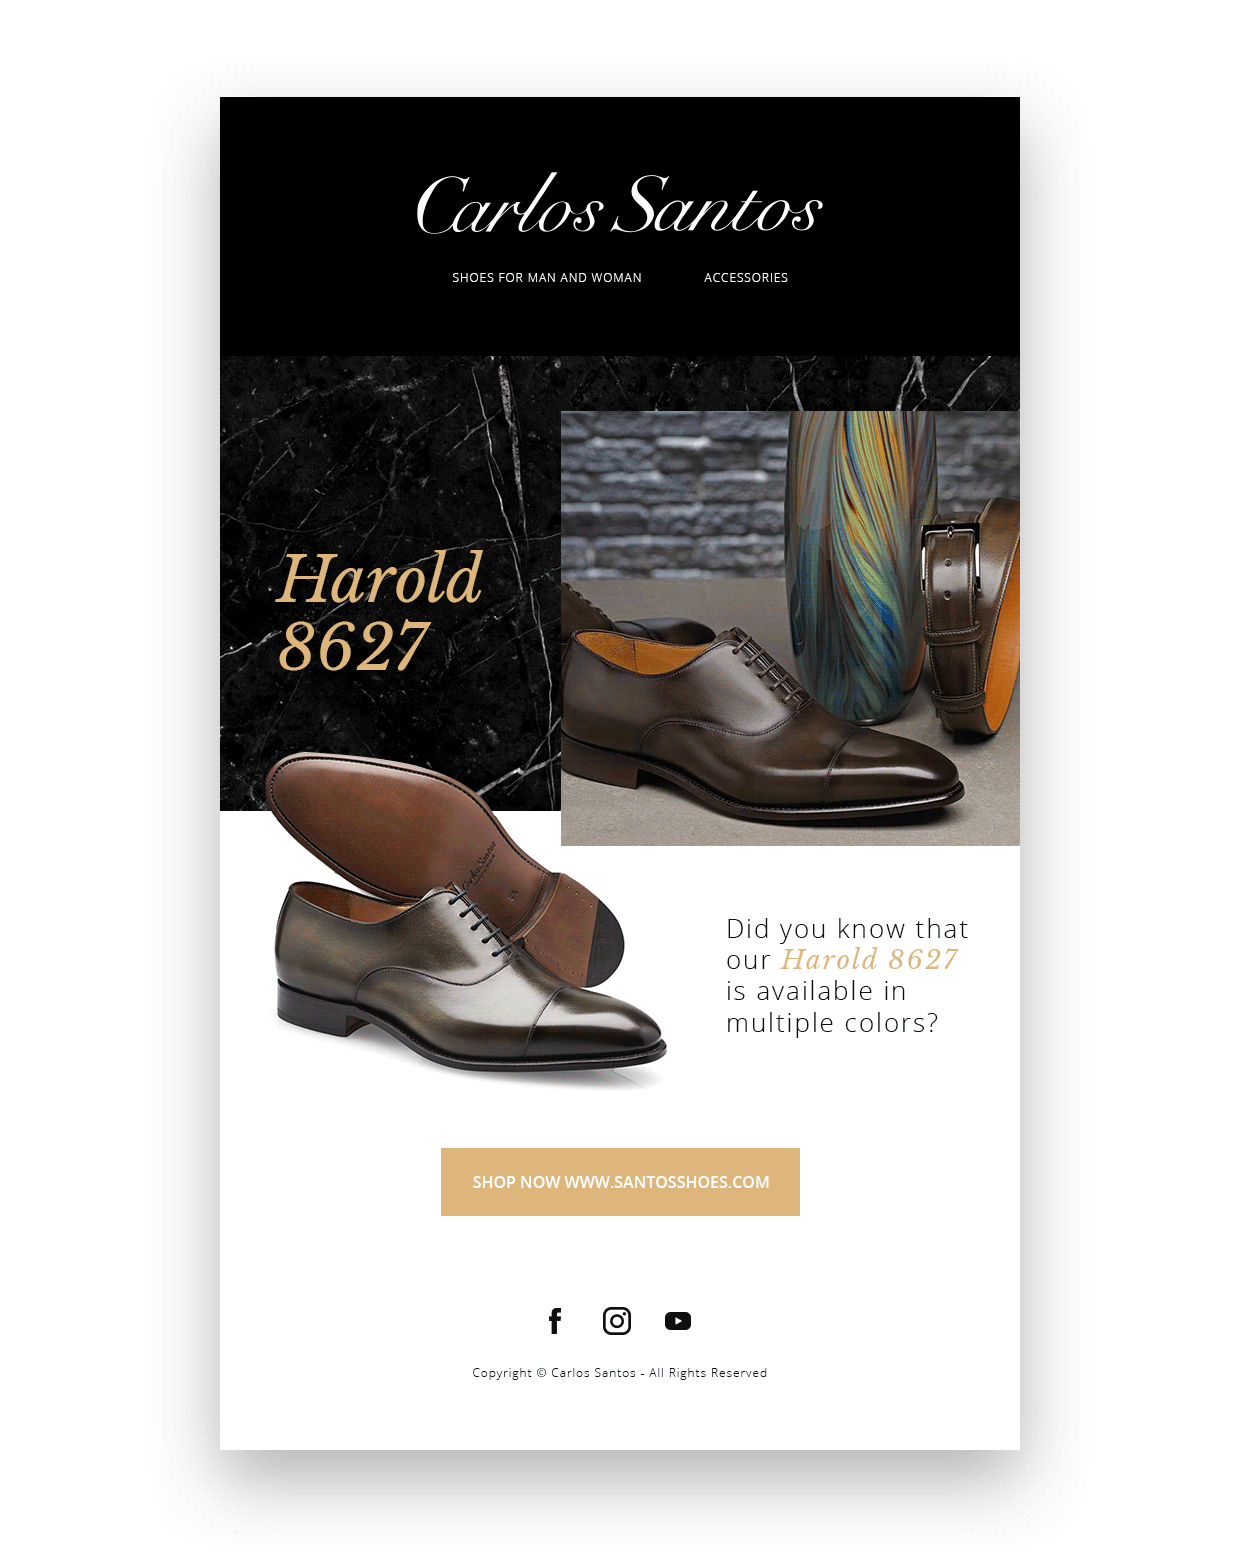 Carlos Santos
SHOES FOR MAN AND WOMAN ACCESSORIES
Harold
8627
Carlos Santos
Did you know that
our Harold 8627
is available in
multiple colors?
SHOP NOW WWW.SANTOSSHOES.COM
Copyright © Carlos Santos - All Rights Reserved